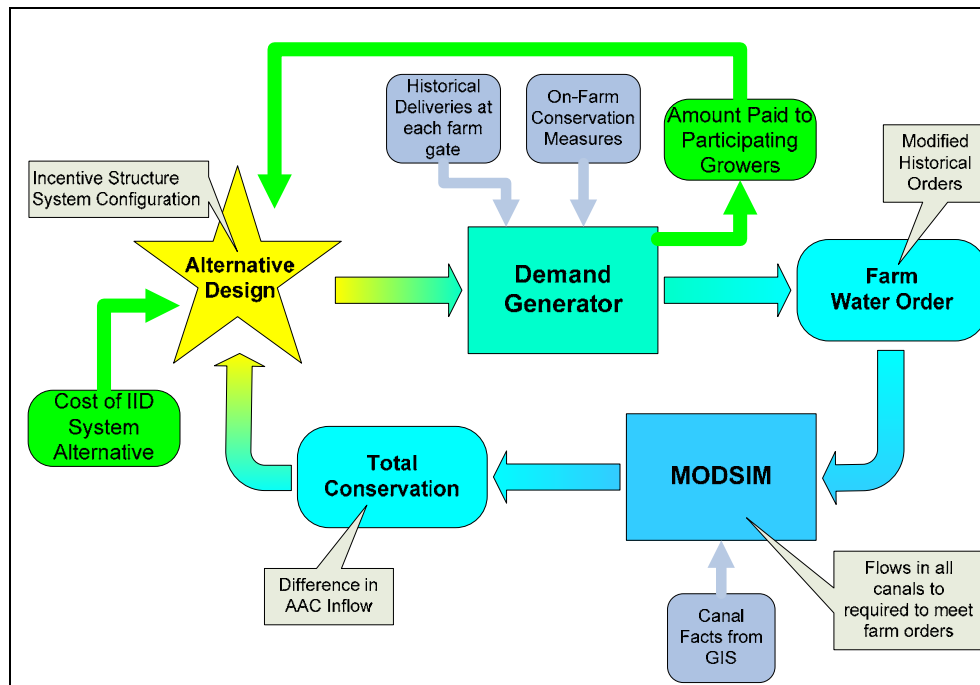 Historical
Deliveries at
each farm
gate
On-Farm
Conservation
Measures
Amount Paid to
Participating
Growers
Modified
Historical
Orders
Incentive Structure
System Configuration
Alternative
Design
Demand
Generator
Farm
Water Order
Cost of IID
System
Alternative
Total
Conservation
MODSIM
Difference in
AAC Inflow
Canal
Facts from
GIS
Flows in all
canals to
required to meet
farm orders